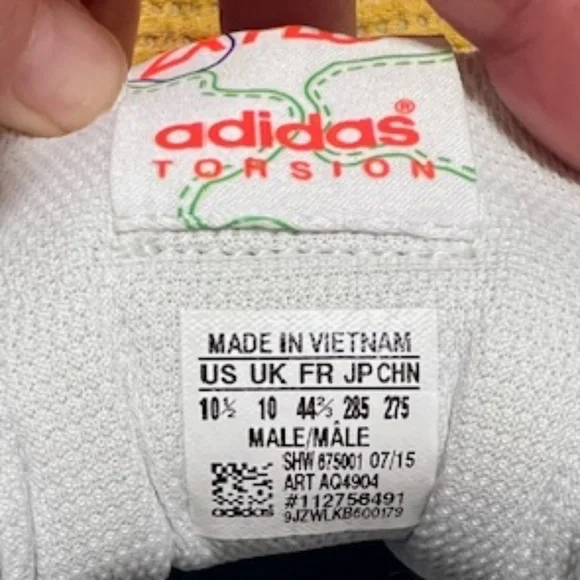 adidas®
TORSION
MADE IN VIETNAM
US UK FR JP CHN
10½ 10 44⅔ 285 275
MALE/MÂLE
SHW 675001 07/15
ART AQ4904
#112756491
adidas 9JZWLKB600179